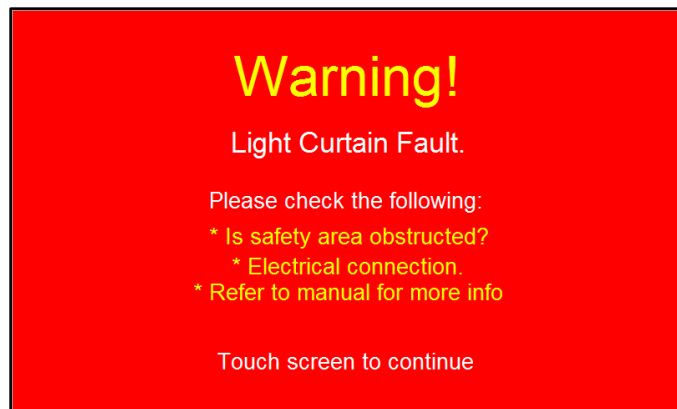 Warning!
Light Curtain Fault.
Please check the following:
* Is safety area obstructed?
* Electrical connection.
* Refer to manual for more info
Touch screen to continue